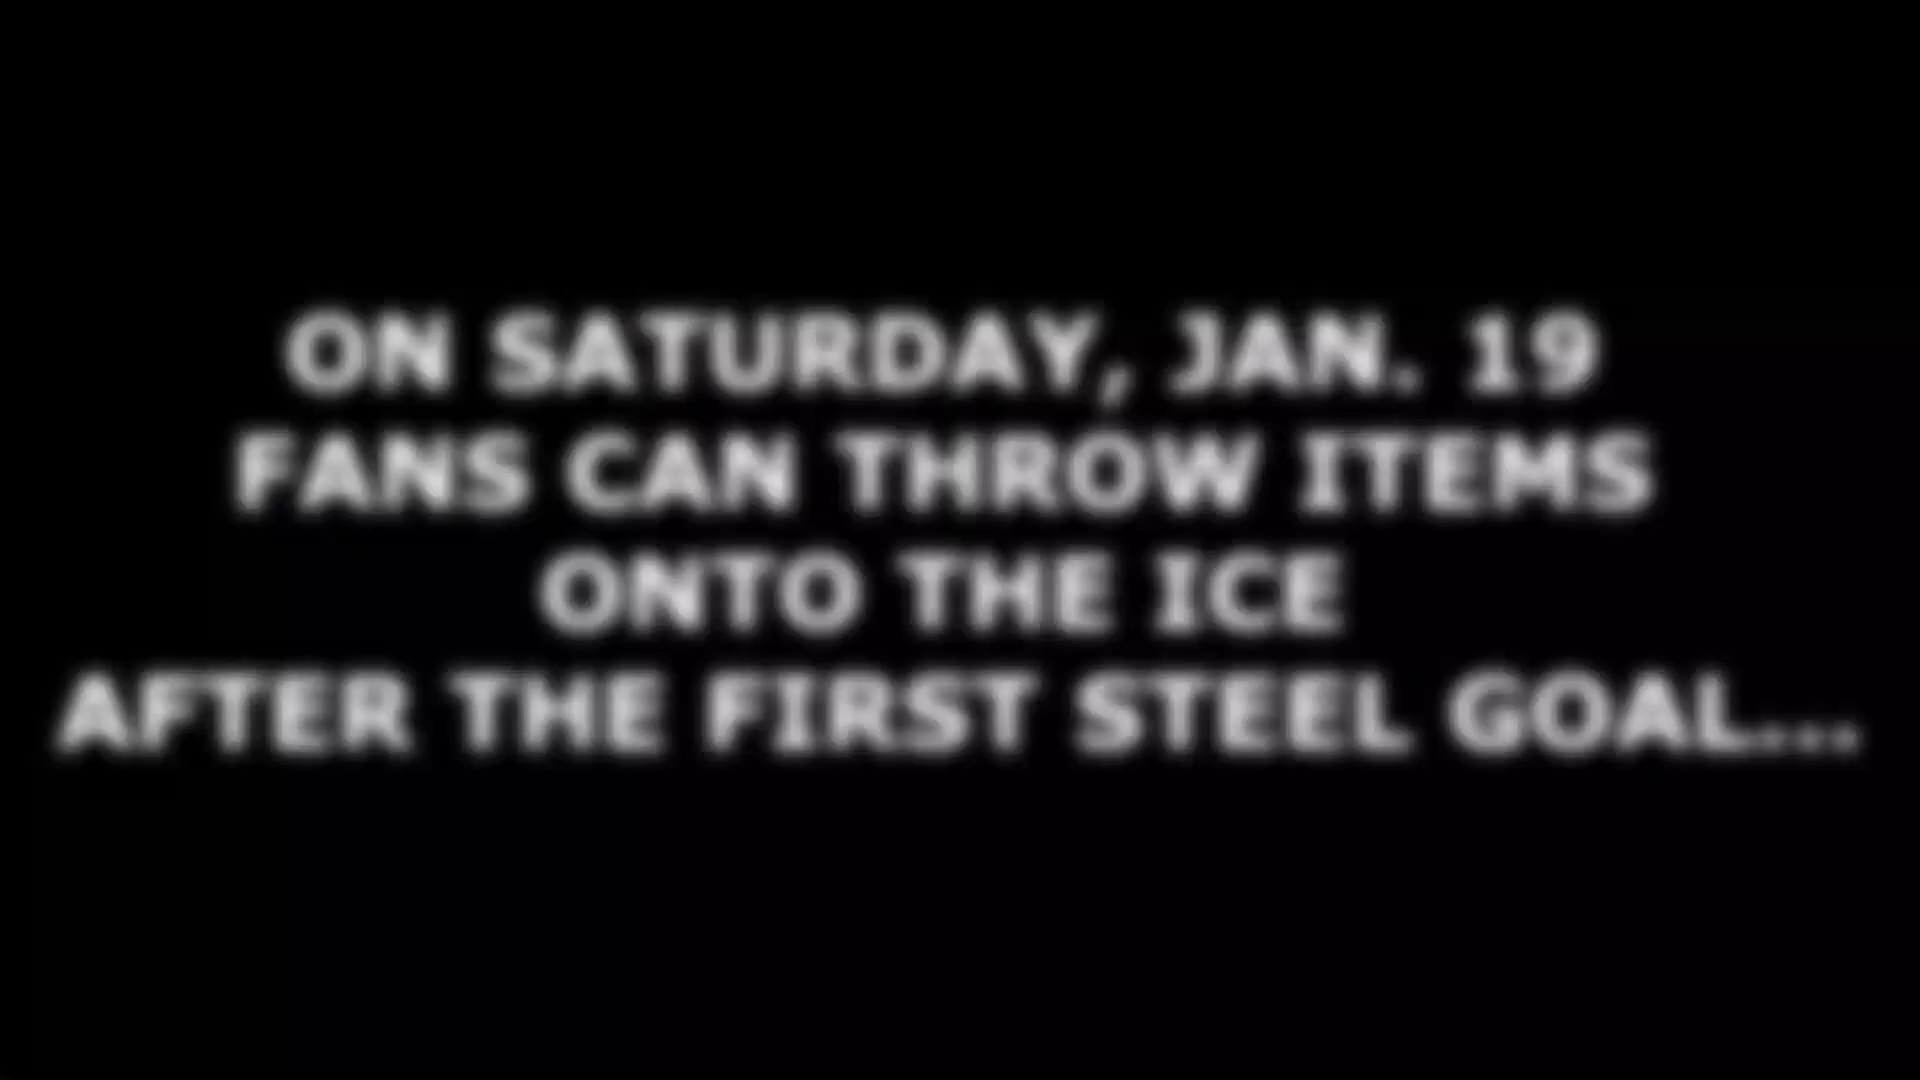 ON SATURDAY, JAN. 19
FANS CAN THROW ITEMS
ONTO THE ICE
AFTER THE FIRST STEEL GOAL...